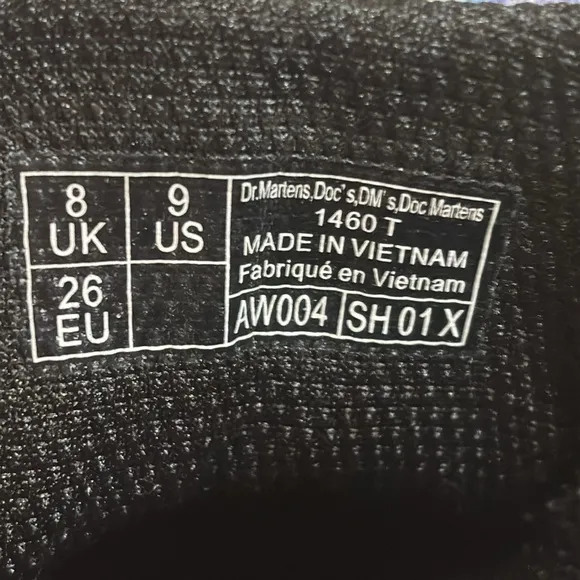 8
UK
9
US
26
EU
Dr.Martens,Doc's,DM's,Doc Martens
1460 T
MADE IN VIETNAM
Fabriqué en Vietnam
AW004
SH 01 X